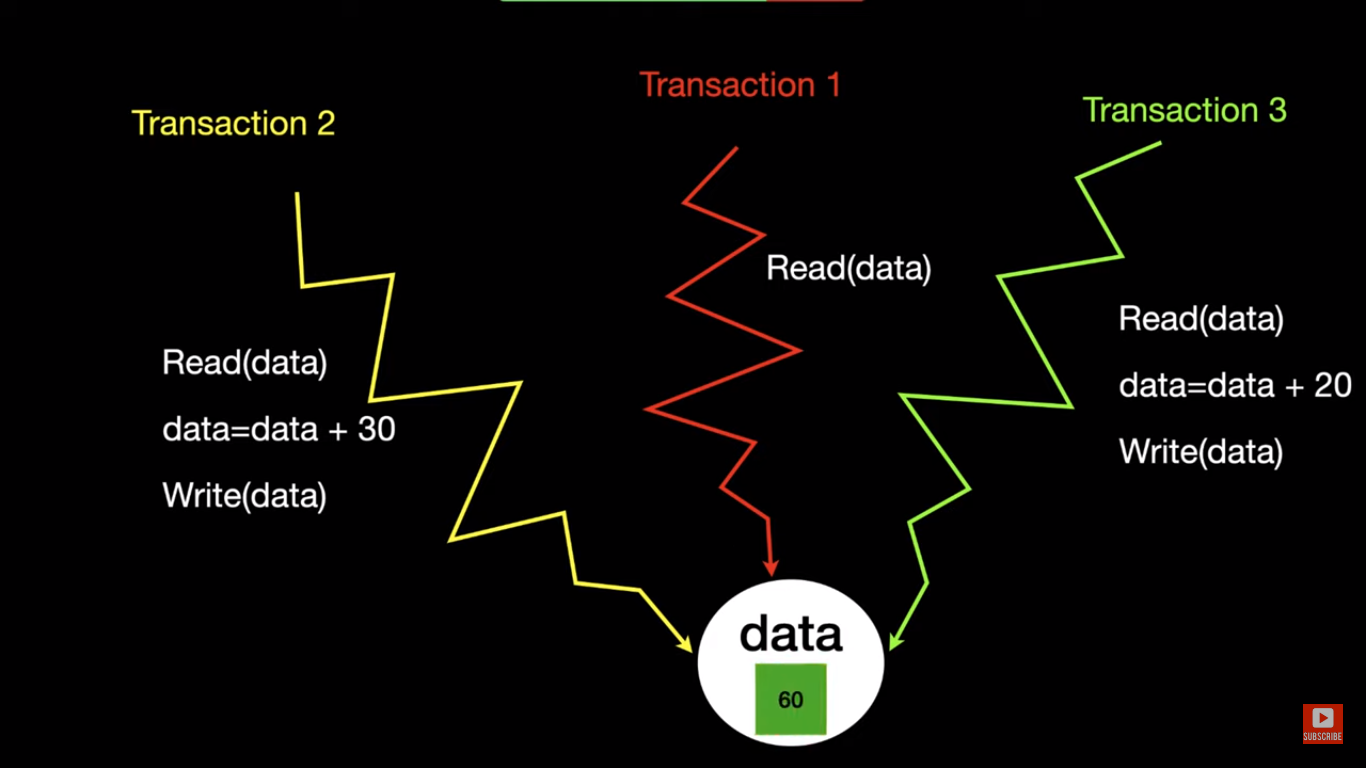 Transaction 1
Transaction 2
Transaction 3
Read(data)
Read(data)
data=data + 30
Write(data)
Read(data)
data=data + 20
Write(data)
data
60
SUBSCRIBE